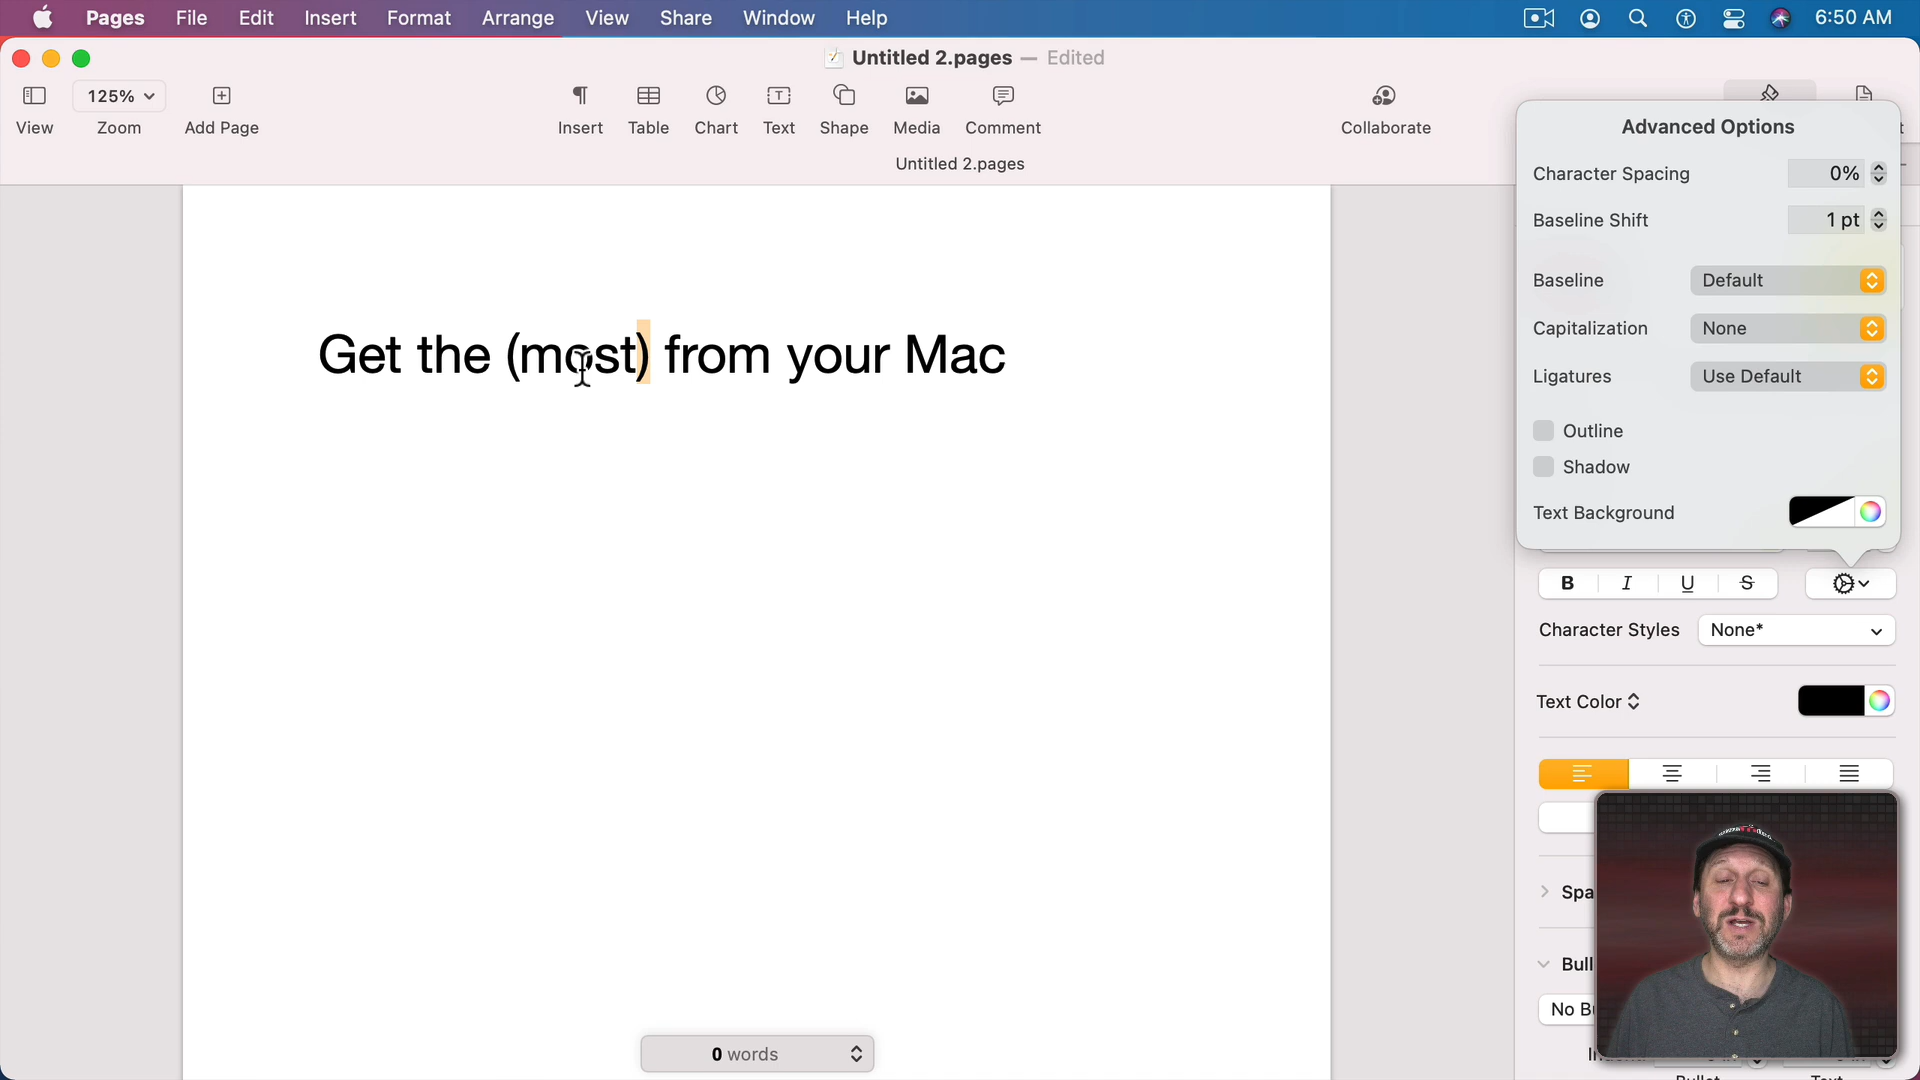 Pages File Edit Insert Format Arrange View Share Window Help 6:50 AM
Untitled 2.pages — Edited
125%
View Zoom Add Page Insert Table Chart Text Shape Media Comment Collaborate
Untitled 2.pages
Advanced Options
Character Spacing 0%
Baseline Shift 1 pt
Baseline Default
Capitalization None
Ligatures Use Default
Outline
Shadow
Text Background
Get the (most) from your Mac
B I U S
Character Styles None*
Text Color
Spa
Bull
No B
0 words